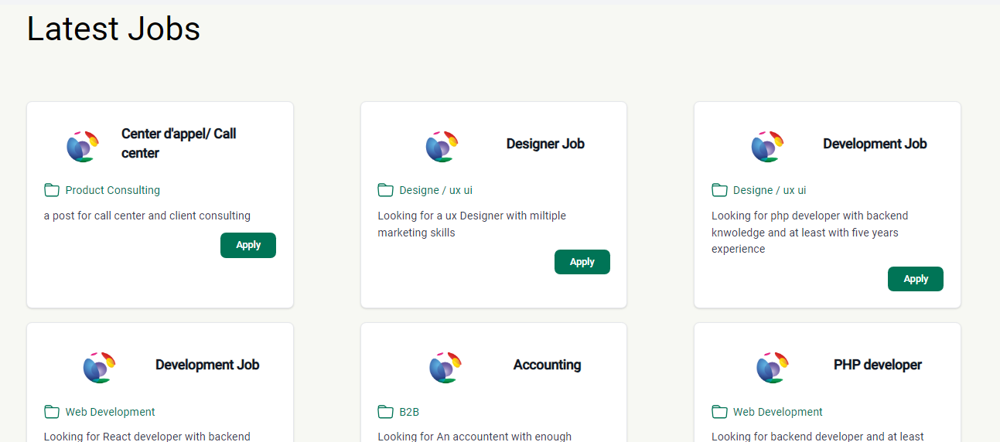 Latest Jobs
Center d'appel/ Call
center
Product Consulting
a post for call center and client consulting
Apply
Designer Job
Designe / ux ui
Looking for a ux Designer with miltiple
marketing skills
Apply
Development Job
Designe / ux ui
Looking for php developer with backend
knwoledge and at least with five years
experience
Apply
Development Job
Web Development
Looking for React developer with backend
Accounting
B2B
Looking for An accountent with enough
PHP developer
Web Development
Looking for backend developer and at least